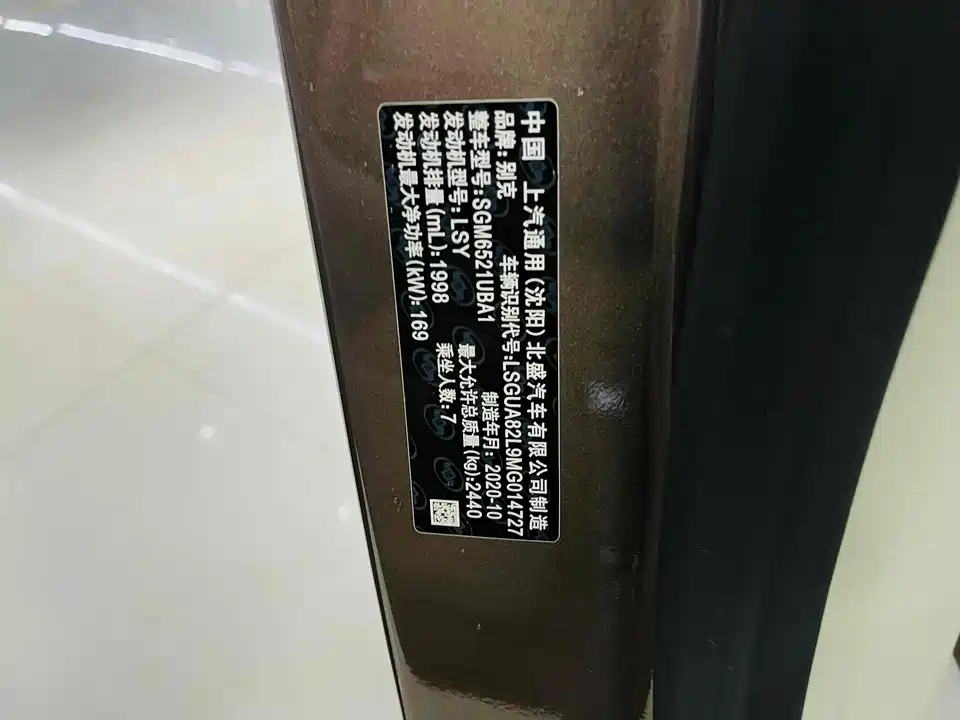 中国 上汽通用(沈阳)北盛汽车有限公司制造
品牌:别克 车辆识别代号:LSGUA82L9MG014727
整车型号:SGM6521UBA1 制造年月:2020-10
发动机型号:LSY 最大允许总质量(kg):2440
发动机排量(mL):1998 乘坐人数:7
发动机最大净功率(kW):169